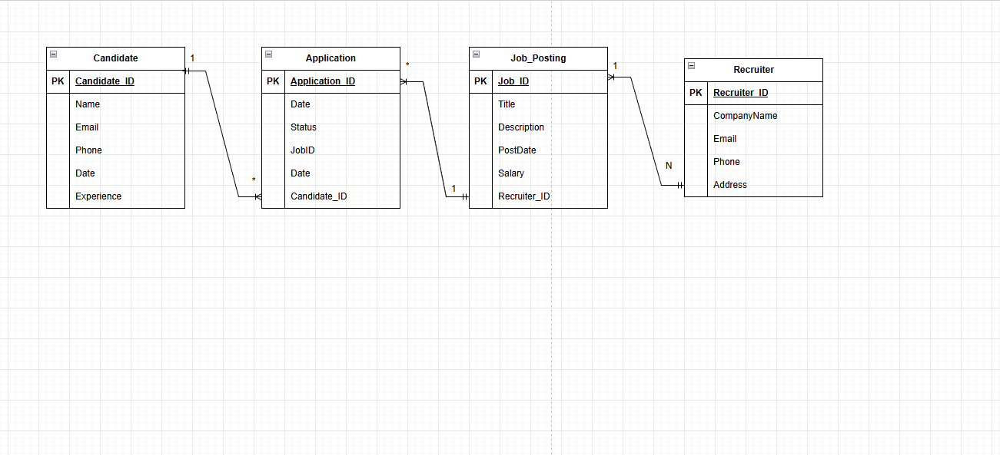 Candidate
1
PK Candidate_ID
Name
Email
Phone
Date
Experience
*
Application
*
PK Application_ID
Date
Status
JobID
Date
Candidate_ID
1
Job_Posting
1
PK Job_ID
Title
Description
PostDate
Salary
Recruiter_ID
N
Recruiter
PK Recruiter_ID
CompanyName
Email
Phone
Address